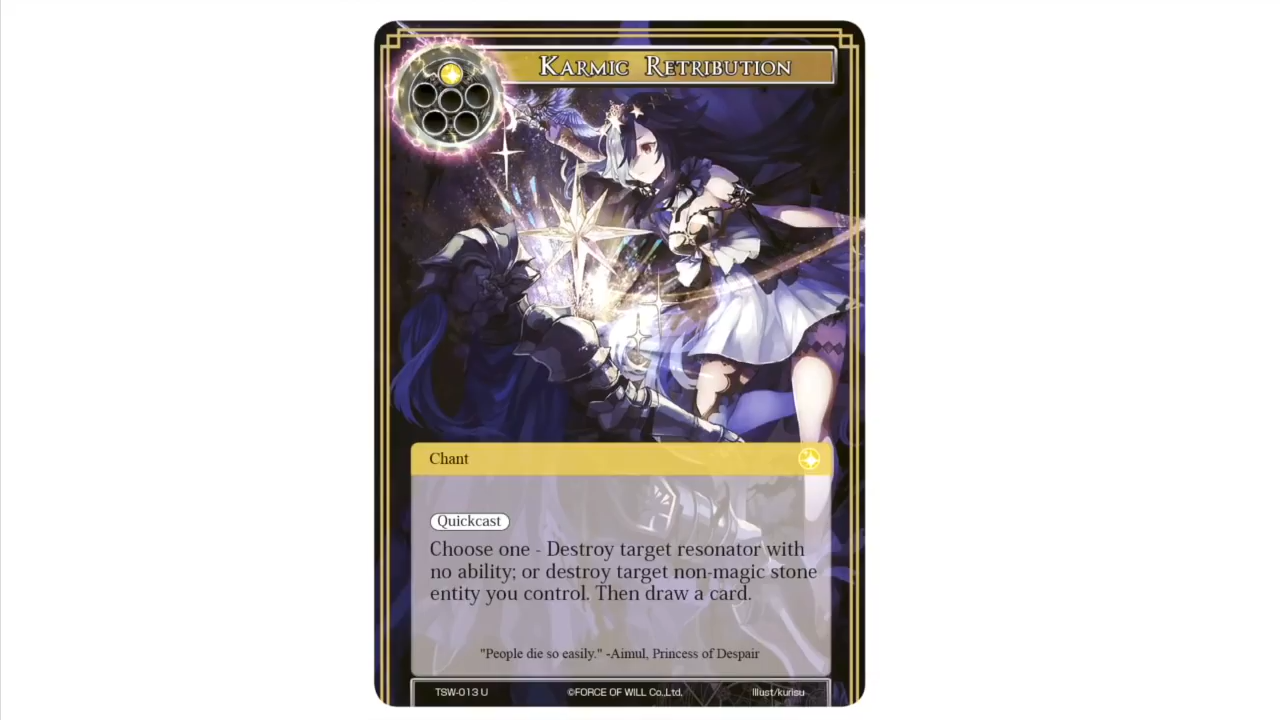 Karmic Retribution
Chant
Quickcast
Choose one - Destroy target resonator with
no ability; or destroy target non-magic stone
entity you control. Then draw a card.
"People die so easily." -Aimul, Princess of Despair
TSW-013 U ©FORCE OF WILL Co.,Ltd. Illust/kurisu